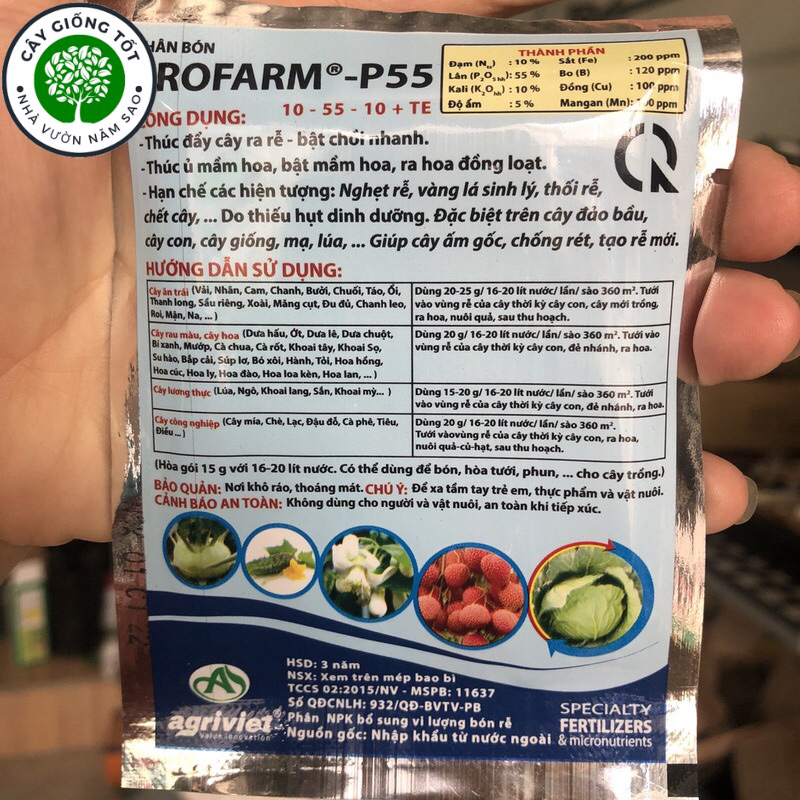 CÂY GIỐNG TỐT
NHÀ VƯỜN NĂM SAO
HÂN BÓN
ROFARM®-P55
10 - 55 - 10 + TE
THÀNH PHẦN
Đạm (Nts) : 10 % Sắt (Fe) : 200 ppm
Lân (P2O5hh): 55 % Bo (B) : 120 ppm
Kali (K2Ohh) : 10% Đồng (Cu) : 100 ppm
Độ ẩm : 5 % Mangan (Mn): ppm
CÔNG DỤNG:
-Thúc đẩy cây ra rễ - bật chồi nhanh.
-Thúc ủ mầm hoa, bật mầm hoa, ra hoa đồng loạt.
-Hạn chế các hiện tượng: Nghẹt rễ, vàng lá sinh lý, thối rễ,
chết cây, ... Do thiếu hụt dinh dưỡng. Đặc biệt trên cây đảo bầu,
cây con, cây giống, mạ, lúa, ... Giúp cây ấm gốc, chống rét, tạo rễ mới.
HƯỚNG DẪN SỬ DỤNG:
Cây ăn trái (Vải, Nhãn, Cam, Chanh, Bưởi, Chuối, Táo, Ổi,
Thanh long, Sầu riêng, Xoài, Măng cụt, Đu đủ, Chanh leo,
Roi, Mận, Na, ... )
Dùng 20-25 g/ 16-20 lít nước/ lần/ sào 360 m². Tưới
vào vùng rễ của cây thời kỳ cây con, cây mới trồng,
ra hoa, nuôi quả, sau thu hoạch.
Cây rau màu, cây hoa (Dưa hấu, Ớt, Dưa lê, Dưa chuột,
Bí xanh, Mướp, Cà chua, Cà rốt, Khoai tây, Khoai Sọ,
Su hào, Bắp cải, Súp lơ, Bó xôi, Hành, Tỏi, Hoa hồng,
Hoa cúc, Hoa ly, Hoa đào, Hoa loa kèn, Hoa lan, ... )
Dùng 20 g/ 16-20 lít nước/ lần/ sào 360 m². Tưới vào
vùng rễ của cây thời kỳ cây con, đẻ nhánh, ra hoa.
Cây lương thực (Lúa, Ngô, Khoai lang, Sắn, Khoai mỳ... )
Dùng 15-20 g/ 16-20 lít nước/ lần/ sào 360 m². Tưới
vào vùng rễ của cây thời kỳ cây con, đẻ nhánh, ra hoa.
Cây công nghiệp (Cây mía, Chè, Lạc, Đậu đỗ, Cà phê, Tiêu,
Điều ... )
Dùng 20 g/ 16-20 lít nước/ lần/ sào 360 m².
Tưới vàovùng rễ của cây thời kỳ cây con, ra hoa,
nuôi quả-củ-hạt, sau thu hoạch.
(Hòa gói 15 g với 16-20 lít nước. Có thể dùng để bón, hòa tưới, phun, ... cho cây trồng.)
BẢO QUẢN: Nơi khô ráo, thoáng mát. CHÚ Ý: Để xa tầm tay trẻ em, thực phẩm và vật nuôi.
CẢNH BÁO AN TOÀN: Không dùng cho người và vật nuôi, an toàn khi tiếp xúc.
HSD: 3 năm
NSX: Xem trên mép bao bì
TCCS 02:2015/NV - MSPB: 11637
Số QĐCNLH: 932/QĐ-BVTV-PB
Phân NPK bổ sung vi lượng bón rễ
Nguồn gốc: Nhập khẩu từ nước ngoài
agriviet
value innovation
SPECIALTY
FERTILIZERS
& micronutrients